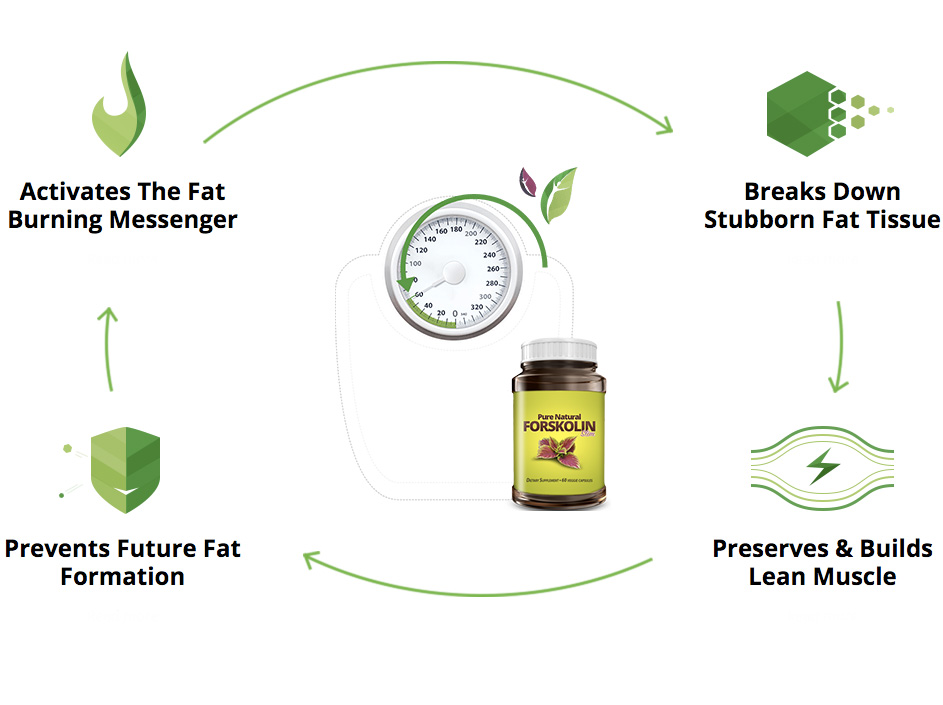 Activates The Fat
Burning Messenger
Breaks Down
Stubborn Fat Tissue
160 180 200
140 220
120 240
100 260
80 280
60 300
40 320
20 0
Pure Natural
FORSKOLIN
Slim
Dietary Supplement • 60 veggie capsules
Prevents Future Fat
Formation
Preserves & Builds
Lean Muscle